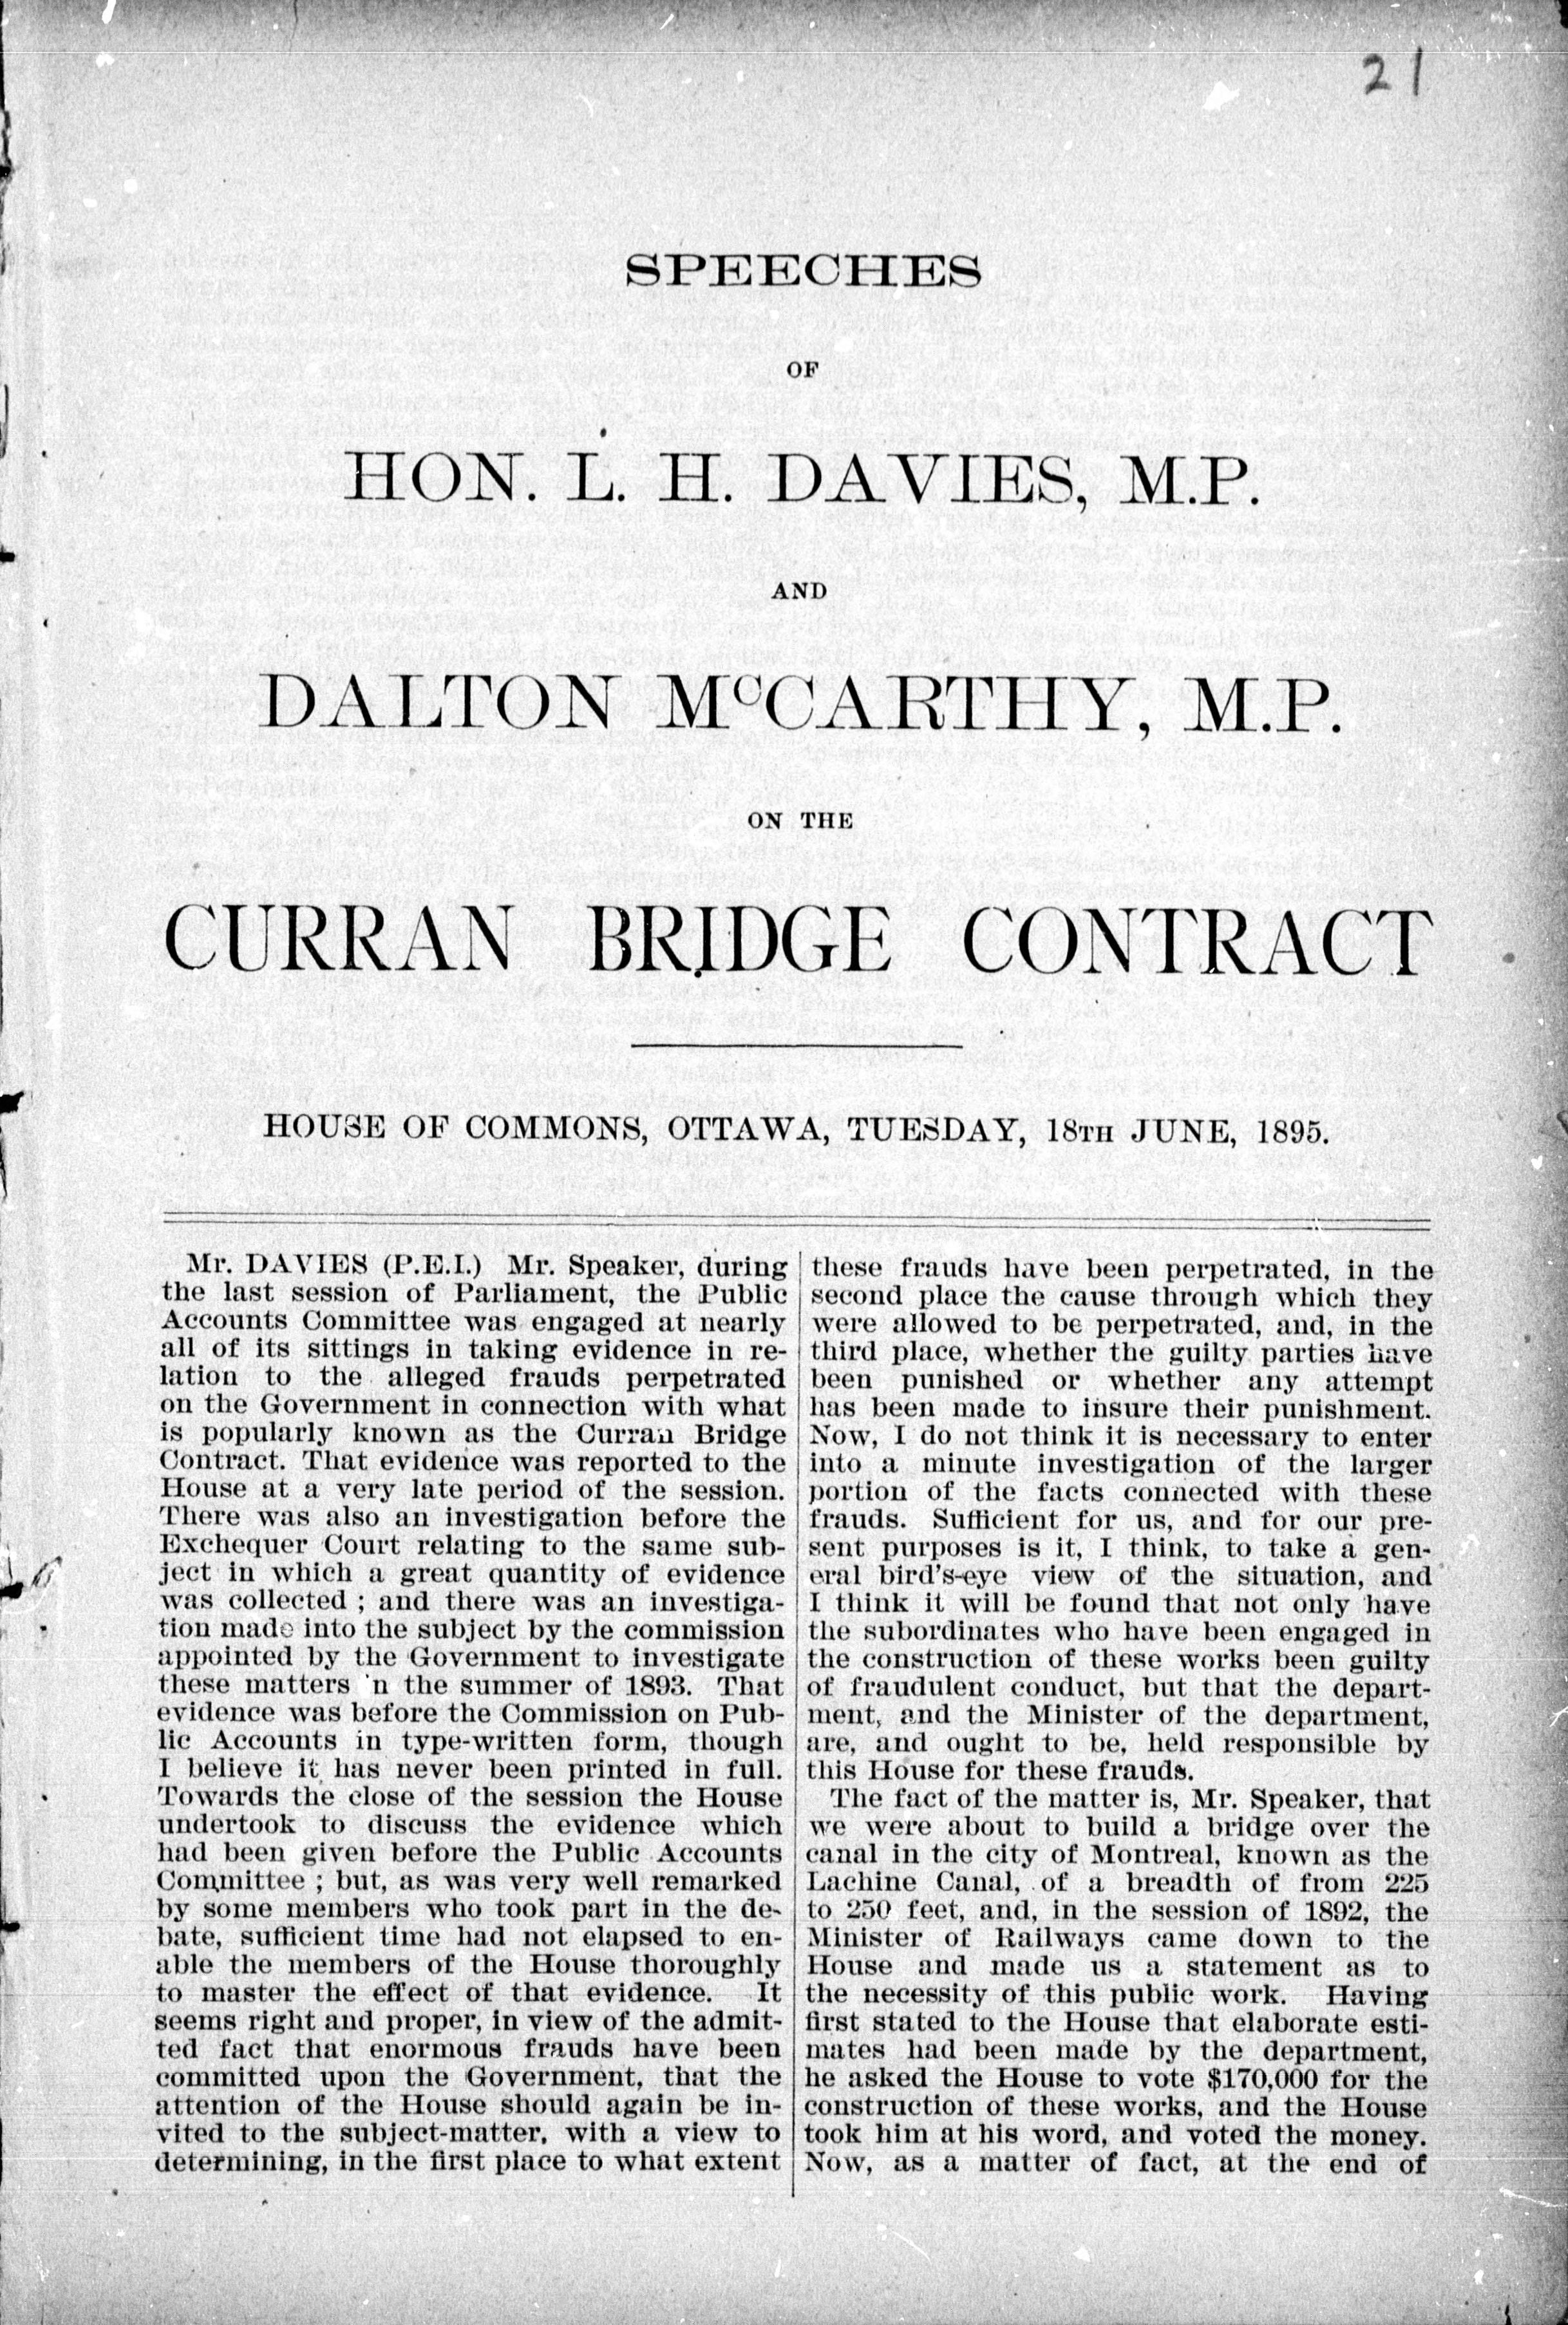 21
SPEECHES
OF
HON. L. H. DAVIES, M.P.
AND
DALTON McCARTHY, M.P.
ON THE
CURRAN BRIDGE CONTRACT
HOUSE OF COMMONS, OTTAWA, TUESDAY, 18TH JUNE, 1895.
Mr. DAVIES (P.E.I.) Mr. Speaker, during
the last session of Parliament, the Public
Accounts Committee was engaged at nearly
all of its sittings in taking evidence in re-
lation to the alleged frauds perpetrated
on the Government in connection with what
is popularly known as the Curran Bridge
Contract. That evidence was reported to the
House at a very late period of the session.
There was also an investigation before the
Exchequer Court relating to the same sub-
ject in which a great quantity of evidence
was collected ; and there was an investiga-
tion made into the subject by the commission
appointed by the Government to investigate
these matters 'n the summer of 1893. That
evidence was before the Commission on Pub-
lic Accounts in type-written form, though
I believe it has never been printed in full.
Towards the close of the session the House
undertook to discuss the evidence which
had been given before the Public Accounts
Committee ; but, as was very well remarked
by some members who took part in the de-
bate, sufficient time had not elapsed to en-
able the members of the House thoroughly
to master the effect of that evidence. It
seems right and proper, in view of the admit-
ted fact that enormous frauds have been
committed upon the Government, that the
attention of the House should again be in-
vited to the subject-matter, with a view to
determining, in the first place to what extent
these frauds have been perpetrated, in the
second place the cause through which they
were allowed to be perpetrated, and, in the
third place, whether the guilty parties have
been punished or whether any attempt
has been made to insure their punishment.
Now, I do not think it is necessary to enter
into a minute investigation of the larger
portion of the facts connected with these
frauds. Sufficient for us, and for our pre-
sent purposes is it, I think, to take a gen-
eral bird's-eye view of the situation, and
I think it will be found that not only have
the subordinates who have been engaged in
the construction of these works been guilty
of fraudulent conduct, but that the depart-
ment, and the Minister of the department,
are, and ought to be, held responsible by
this House for these frauds.
The fact of the matter is, Mr. Speaker, that
we were about to build a bridge over the
canal in the city of Montreal, known as the
Lachine Canal, of a breadth of from 225
to 250 feet, and, in the session of 1892, the
Minister of Railways came down to the
House and made us a statement as to
the necessity of this public work. Having
first stated to the House that elaborate esti-
mates had been made by the department,
he asked the House to vote $170,000 for the
construction of these works, and the House
took him at his word, and voted the money.
Now, as a matter of fact, at the end of